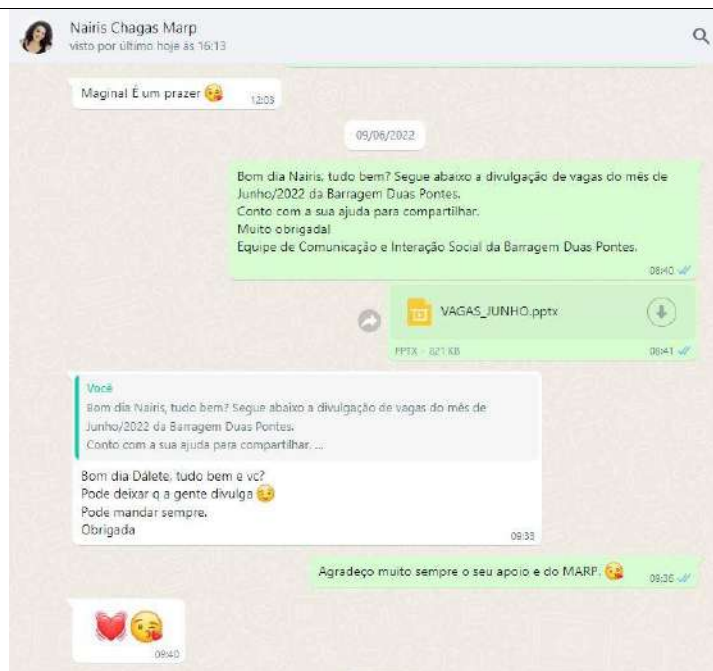 Nairis Chagas Marp
visto por último hoje às 16:13
Magina! É um prazer 😘
12:03
09/06/2022
Bom dia Nairis, tudo bem? Segue abaixo a divulgação de vagas do mês de
Junho/2022 da Barragem Duas Pontes.
Conto com a sua ajuda para compartilhar.
Muito obrigada!
Equipe de Comunicação e Interação Social da Barragem Duas Pontes.
08:40
VAGAS_JUNHO.pptx
PPTX - 821 KB
08:41
Você
Bom dia Nairis, tudo bem? Segue abaixo a divulgação de vagas do mês de
Junho/2022 da Barragem Duas Pontes.
Conto com a sua ajuda para compartilhar. ...
Bom dia Dálete, tudo bem e vc?
Pode deixar q a gente divulga 😉
Pode mandar sempre.
Obrigada
09:33
Agradeço muito sempre o seu apoio e do MARP. 😘
09:36
💓😘
09:40